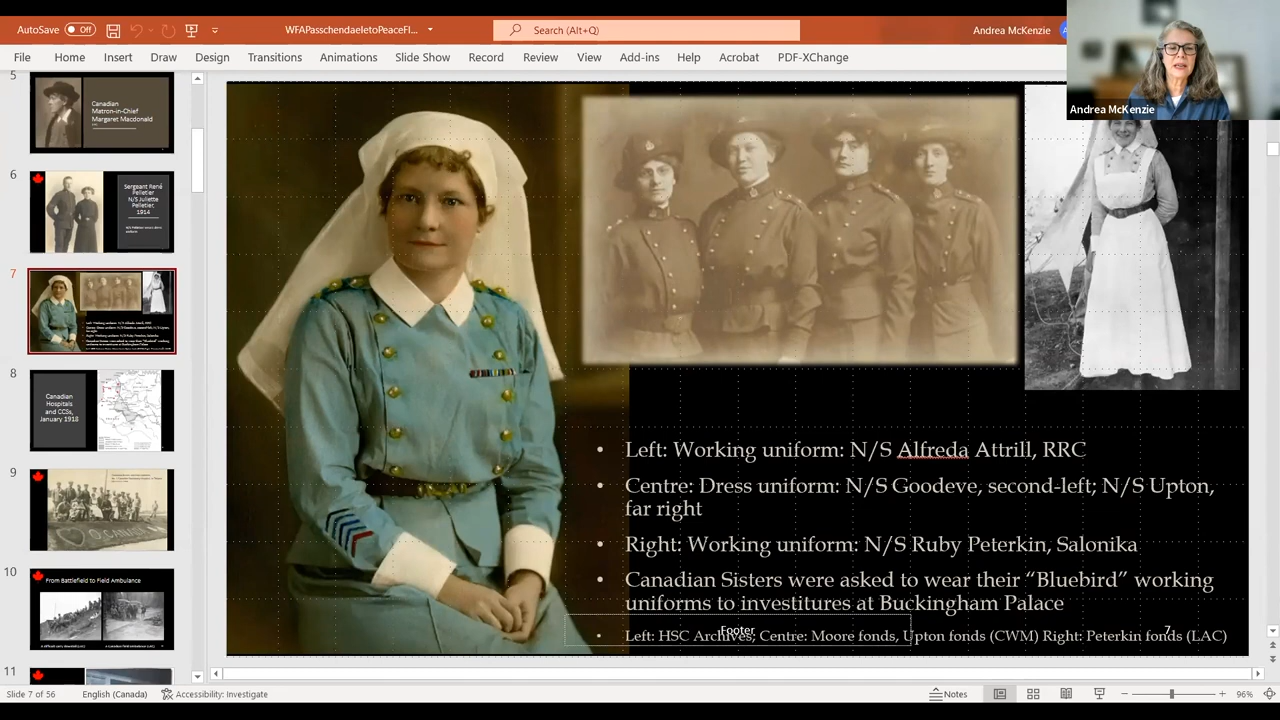 AutoSave Off WFAPasschendaeletoPeaceFl... Search (Alt+Q) Andrea McKenzie
File Home Insert Draw Design Transitions Animations Slide Show Record Review View Add-ins Help Acrobat PDF-XChange
Andrea McKenzie
5
Canadian
Matron-in-Chief
Margaret Macdonald
6
Sergeant René
Pelletier
N/S Juliette
Pelletier,
1914
7
8
Canadian
Hospitals
and CCSs,
January 1918
9
10
From Battlefield to Field Ambulance
11
• Left: Working uniform: N/S Alfreda Attrill, RRC
• Centre: Dress uniform: N/S Goodeve, second-left; N/S Upton,
far right
• Right: Working uniform: N/S Ruby Peterkin, Salonika
• Canadian Sisters were asked to wear their “Bluebird” working
uniforms to investitures at Buckingham Palace
• Left: HSC Archives; Centre: Moore fonds, Upton fonds (CWM) Right: Peterkin fonds (LAC)
Footer
7
Slide 7 of 56 English (Canada) Accessibility: Investigate Notes 96%